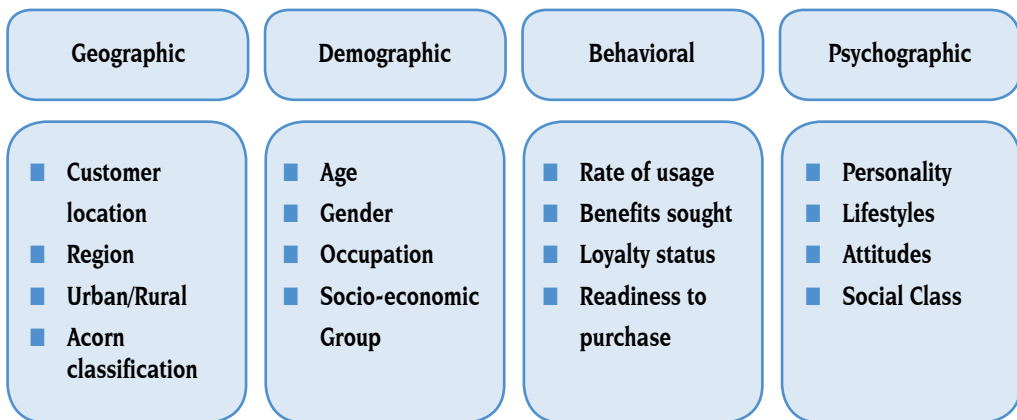 Geographic
Demographic
Behavioral
Psychographic
Customer
location
Region
Urban/Rural
Acorn
classification
Age
Gender
Occupation
Socio-economic
Group
Rate of usage
Benefits sought
Loyalty status
Readiness to
purchase
Personality
Lifestyles
Attitudes
Social Class